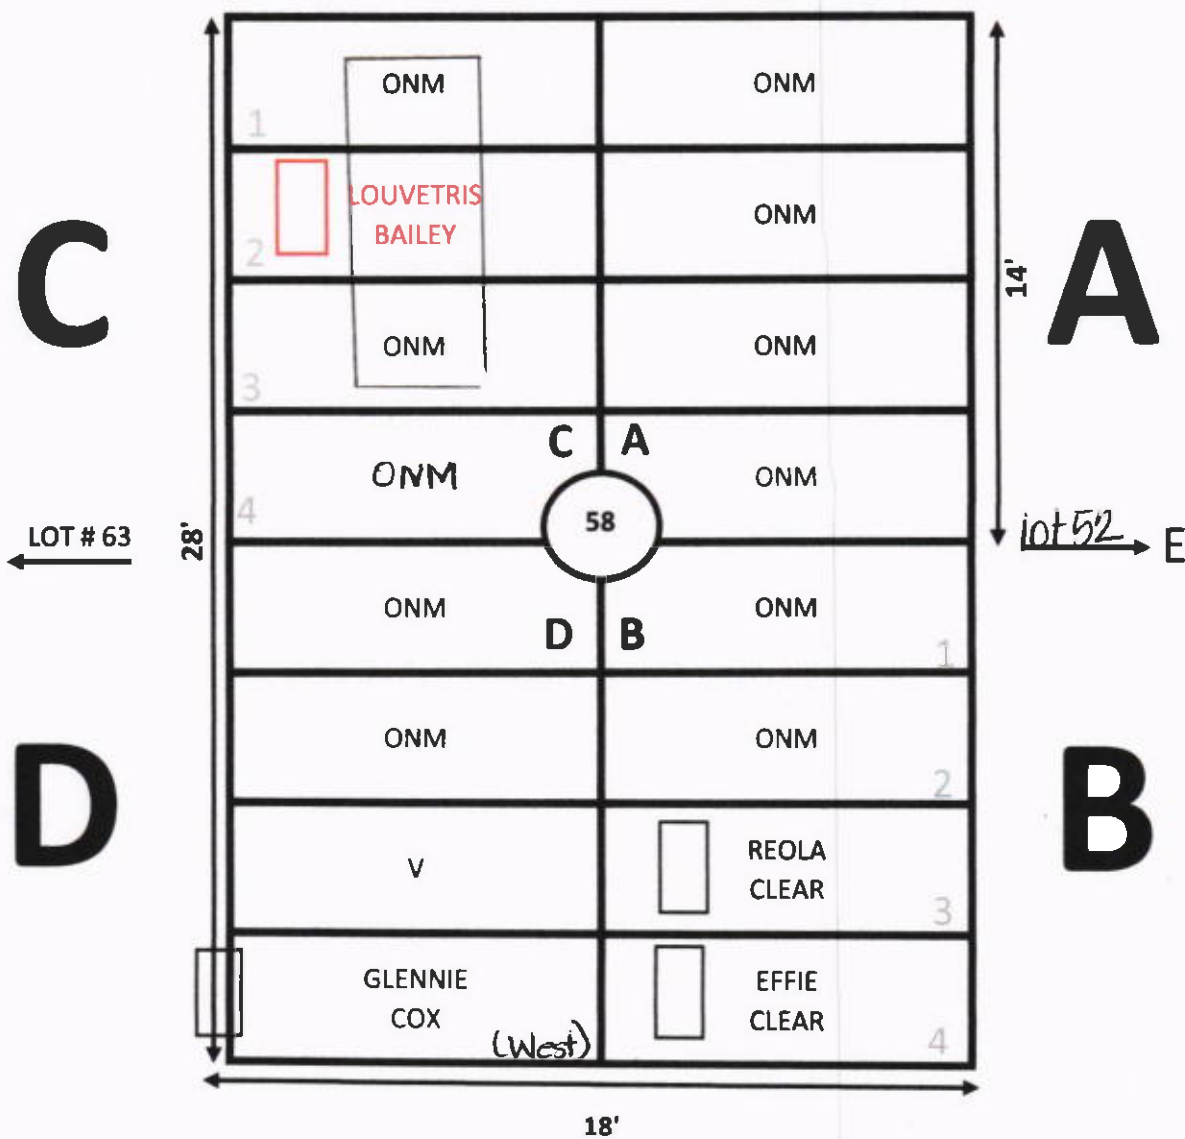 ONM ONM
1
LOUVETRIS
BAILEY ONM
2
C A
14'
ONM ONM
3
C A
ONM ONM
4
58
LOT # 63 28' lot 52 E
ONM ONM
D B
1
ONM ONM
2
D B
V REOLA
CLEAR
3
GLENNIE EFFIE
COX CLEAR
(West) 4
18'